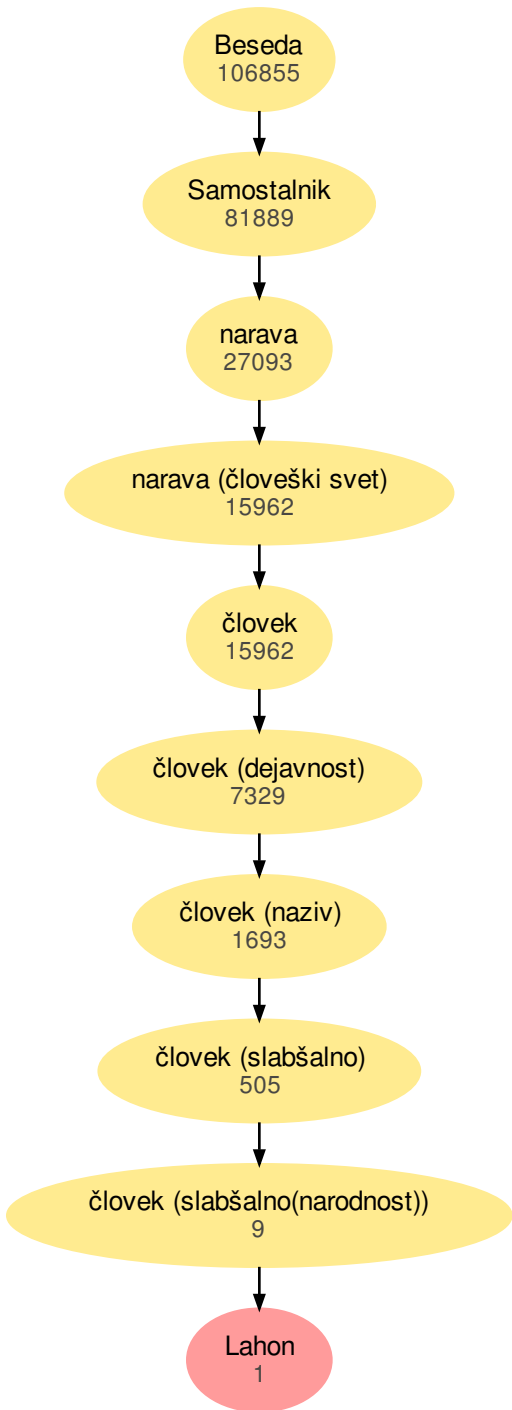 Beseda
106855
Samostalnik
81889
narava
27093
narava (človeški svet)
15962
človek
15962
človek (dejavnost)
7329
človek (naziv)
1693
človek (slabšalno)
505
človek (slabšalno(narodnost))
9
Lahon
1